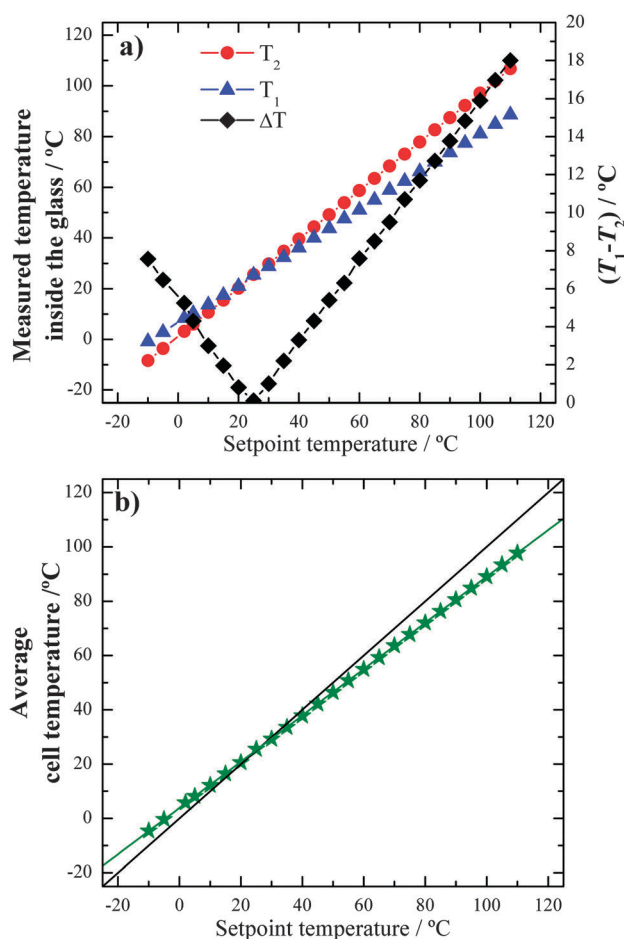 a)
T₂
T₁
ΔT
120
100
80
60
40
20
0
-20
20
18
16
14
12
10
8
6
4
2
0
Measured temperature
inside the glass / ºC
(T₁-T₂) / ºC
-20 0 20 40 60 80 100 120
Setpoint temperature / ºC
b)
120
100
80
60
40
20
0
-20
Average
cell temperature /ºC
-20 0 20 40 60 80 100 120
Setpoint temperature / ºC